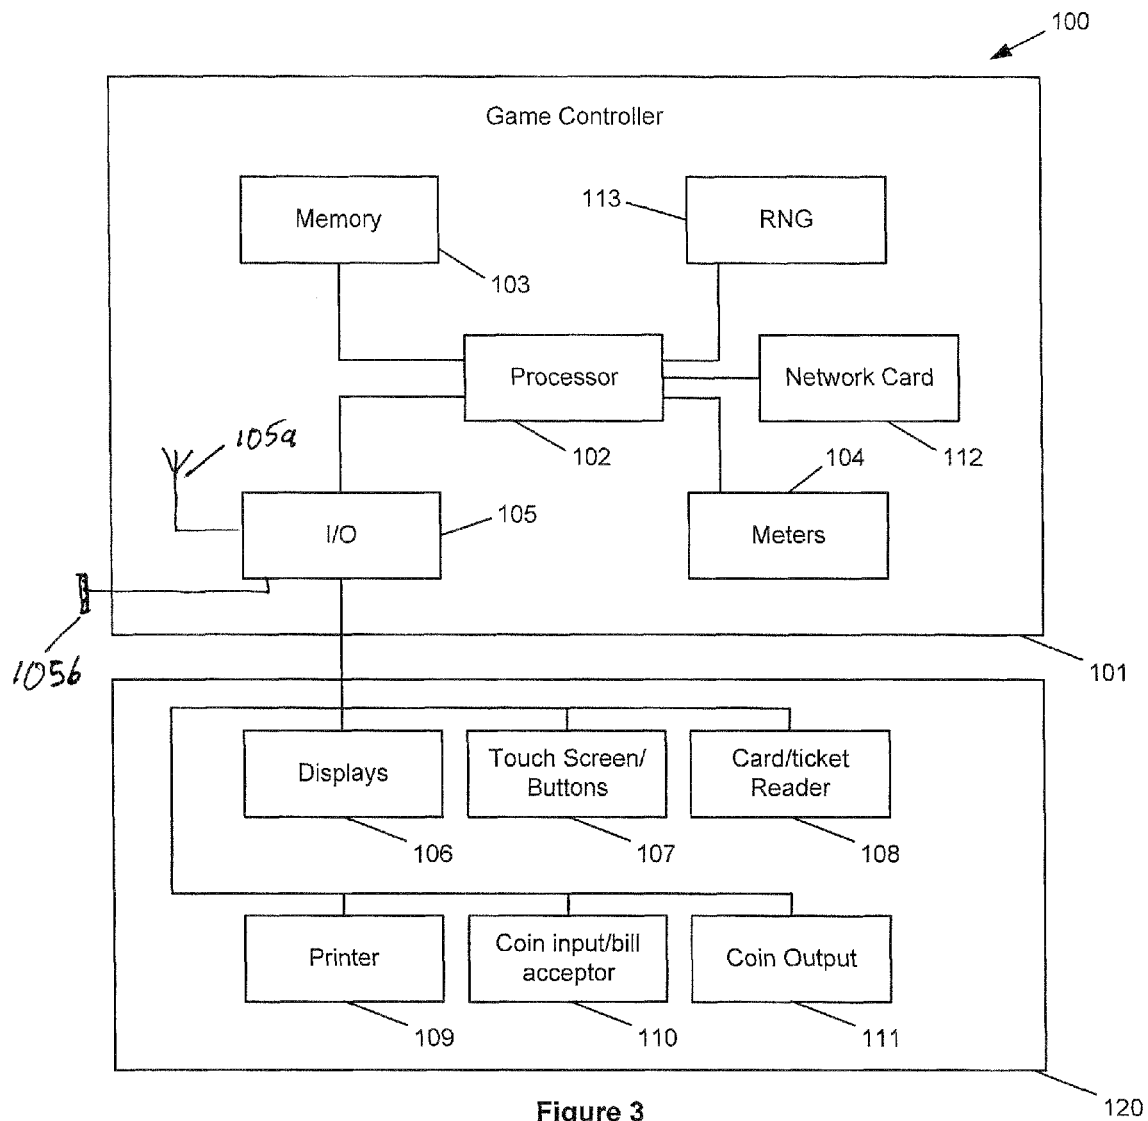 100
Game Controller
Memory
103
113
RNG
Processor
102
Network Card
112
105a
I/O
105
104
Meters
105b
101
Displays
106
Touch Screen/
Buttons
107
Card/ticket
Reader
108
Printer
109
Coin input/bill
acceptor
110
Coin Output
111
120
Figure 3